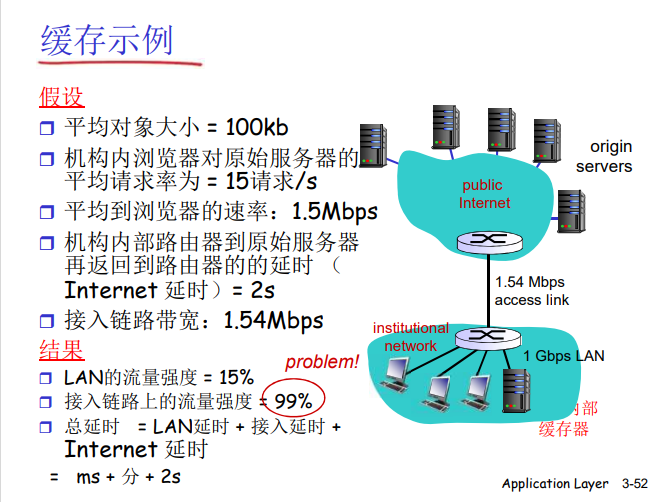 缓存示例
假设
平均对象大小 = 100kb
机构内浏览器对原始服务器的
平均请求率为 = 15请求/s
平均到浏览器的速率：1.5Mbps
机构内部路由器到原始服务器
再返回到路由器的的延时 （
Internet 延时）= 2s
接入链路带宽：1.54Mbps
结果
LAN的流量强度 = 15%
接入链路上的流量强度 = 99%
problem!
总延时 = LAN延时 + 接入延时 +
Internet 延时
= ms + 分 + 2s
origin
servers
public
Internet
1.54 Mbps
access link
institutional
network
1 Gbps LAN
部
缓存器
Application Layer 3-52